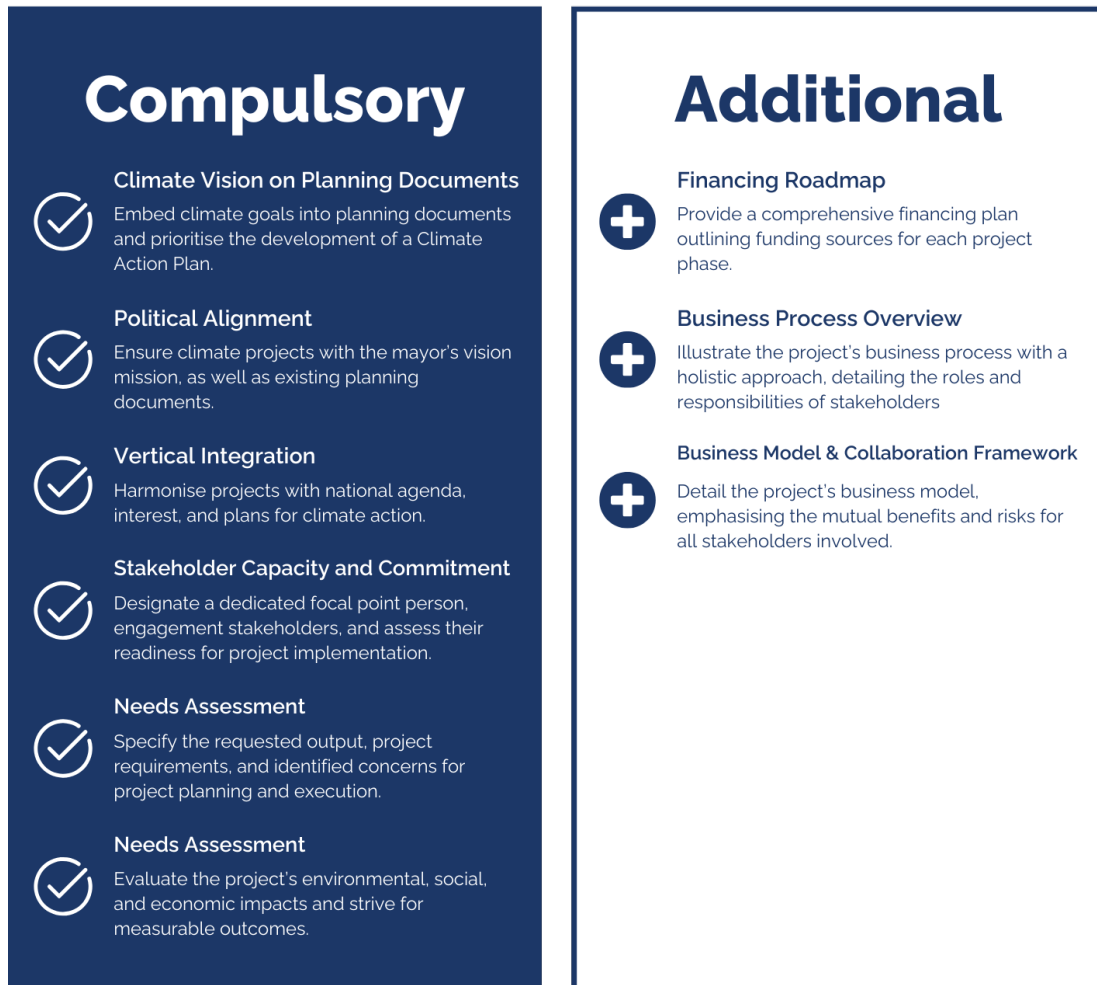 Compulsory
Climate Vision on Planning Documents
Embed climate goals into planning documents
and prioritise the development of a Climate
Action Plan.
Political Alignment
Ensure climate projects with the mayor's vision
mission, as well as existing planning
documents.
Vertical Integration
Harmonise projects with national agenda,
interest, and plans for climate action.
Stakeholder Capacity and Commitment
Designate a dedicated focal point person,
engagement stakeholders, and assess their
readiness for project implementation.
Needs Assessment
Specify the requested output, project
requirements, and identified concerns for
project planning and execution.
Needs Assessment
Evaluate the project's environmental, social,
and economic impacts and strive for
measurable outcomes.
Additional
Financing Roadmap
Provide a comprehensive financing plan
outlining funding sources for each project
phase.
Business Process Overview
Illustrate the project's business process with a
holistic approach, detailing the roles and
responsibilities of stakeholders
Business Model & Collaboration Framework
Detail the project's business model,
emphasising the mutual benefits and risks for
all stakeholders involved.